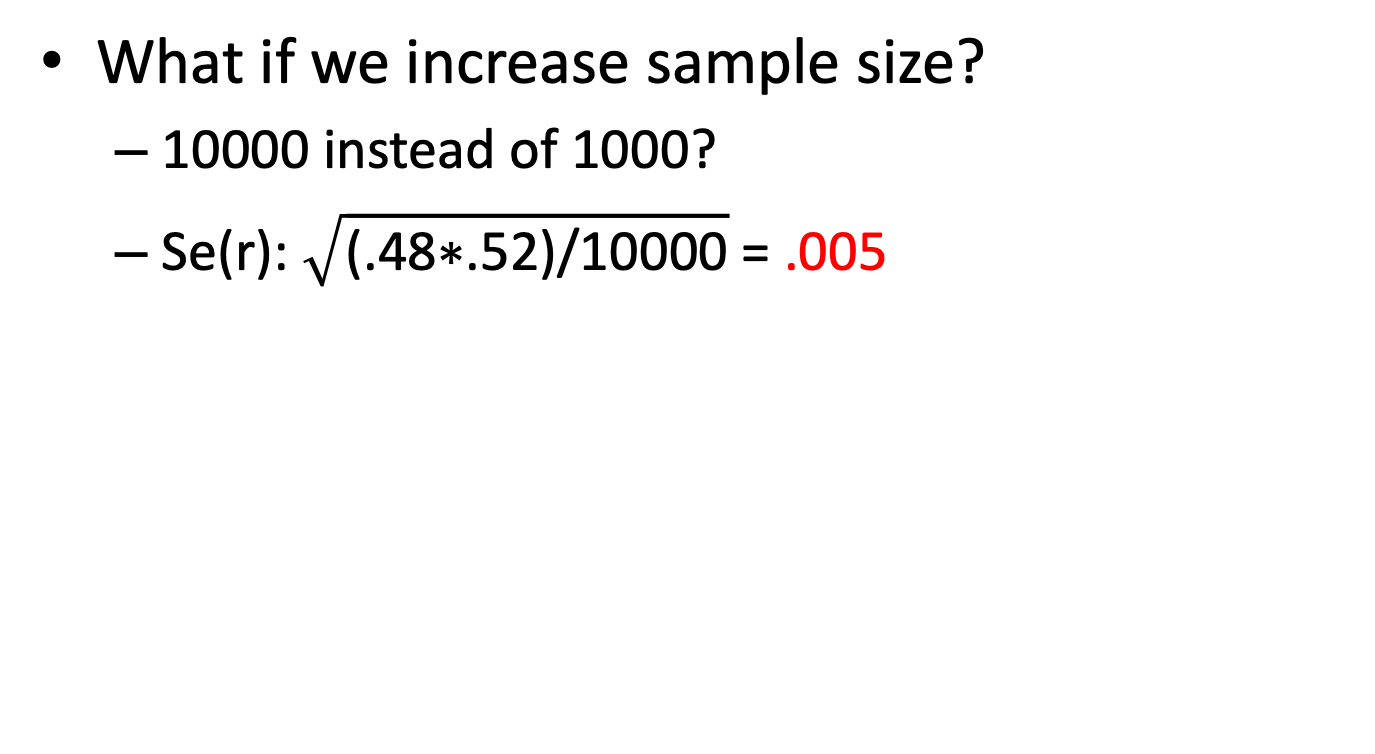 • What if we increase sample size?
– 10000 instead of 1000?
– Se(r): √(.48*.52)/10000 = .005